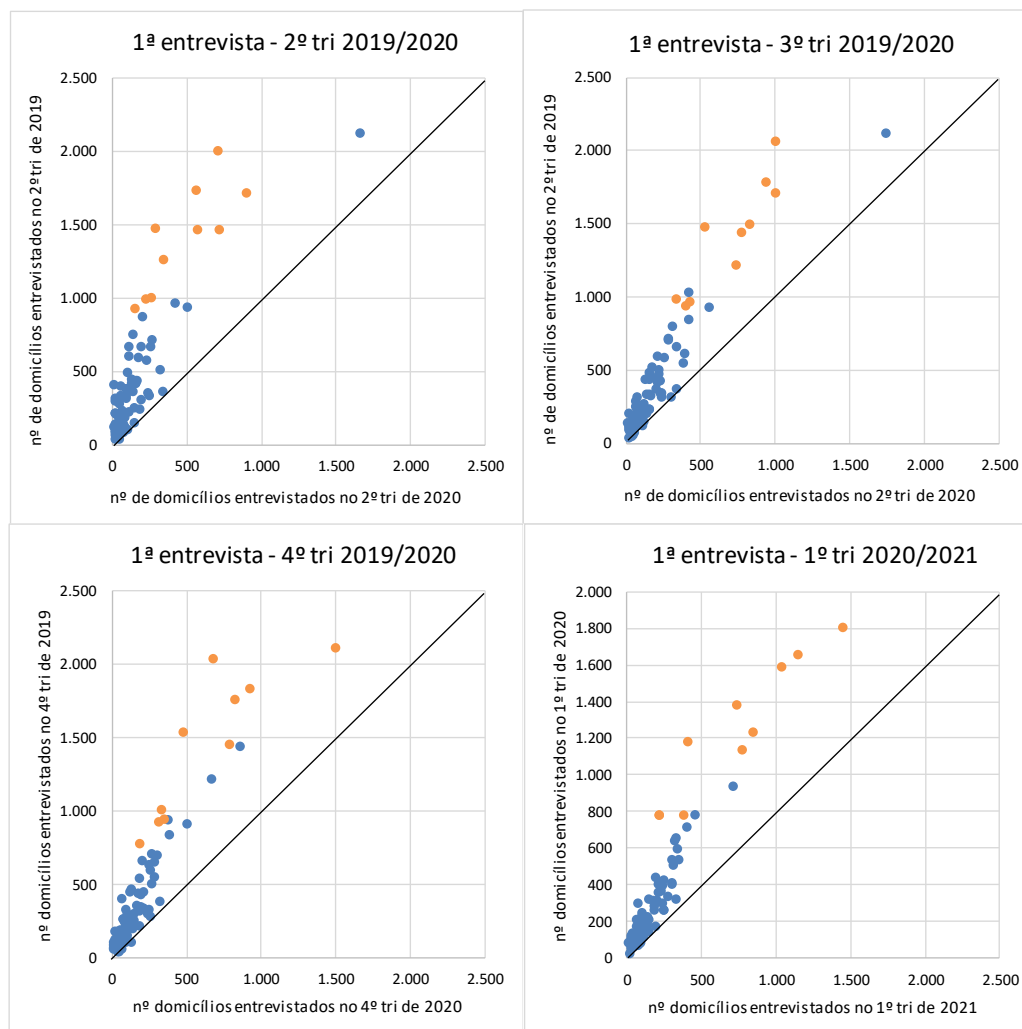 1ª entrevista - 2º tri 2019/2020
nº de domicílios entrevistados no 2º tri de 2019
2.500
2.000
1.500
1.000
500
0
0 500 1.000 1.500 2.000 2.500
nº de domicílios entrevistados no 2º tri de 2020
1ª entrevista - 3º tri 2019/2020
nº de domicílios entrevistados no 2º tri de 2019
2.500
2.000
1.500
1.000
500
0
0 500 1.000 1.500 2.000 2.500
nº de domicílios entrevistados no 2º tri de 2020
1ª entrevista - 4º tri 2019/2020
nº domicílios entrevistados no 4º tri de 2019
2.500
2.000
1.500
1.000
500
0
0 500 1.000 1.500 2.000 2.500
nº domicílios entrevistados no 4º tri de 2020
1ª entrevista - 1º tri 2020/2021
nº domicílios entrevistados no 1º tri de 2020
2.000
1.800
1.600
1.400
1.200
1.000
800
600
400
200
0
0 500 1.000 1.500 2.000 2.500
nº domicílios entrevistados no 1º tri de 2021